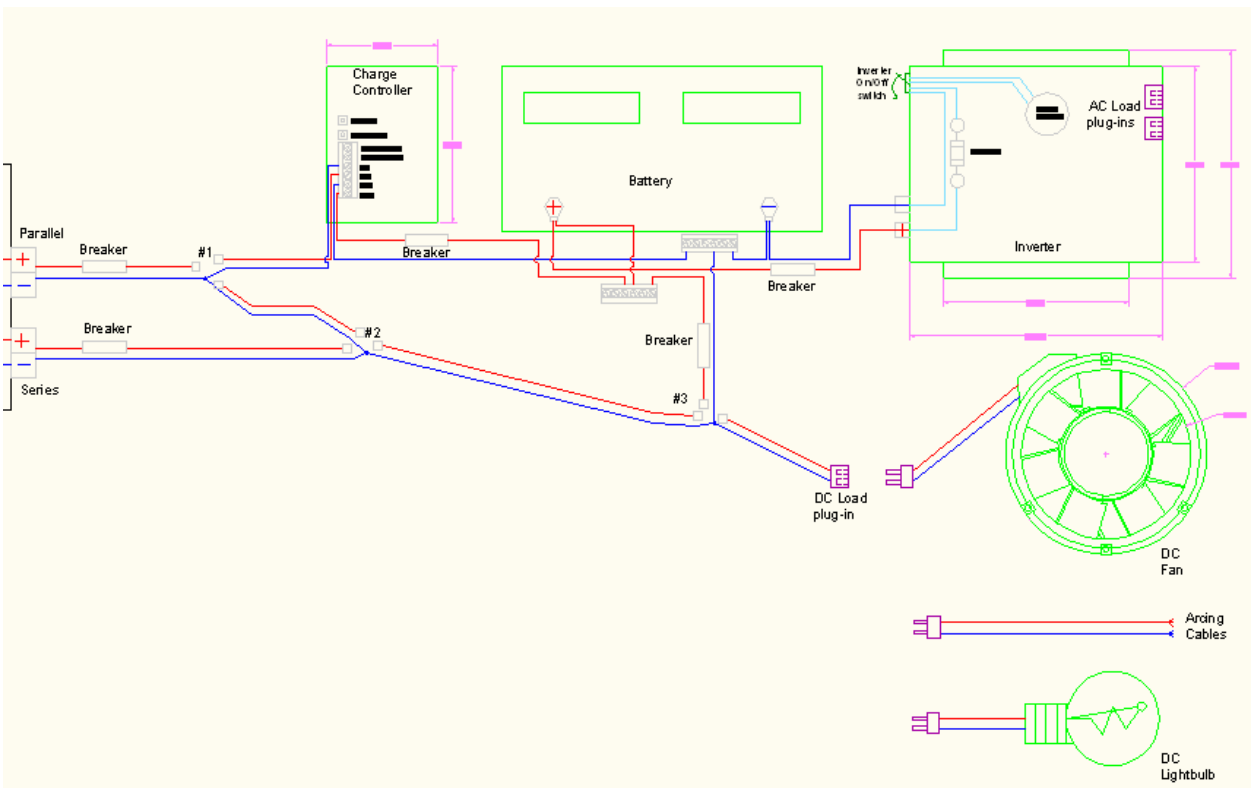 Charge
Controller
Inverter
On/Off
switch
AC Load
plug-ins
Battery
Parallel
Breaker
#1
Breaker
Inverter
Breaker
Breaker
#2
Breaker
Series
#3
DC Load
plug-in
DC
Fan
Arcing
Cables
DC
Lightbulb